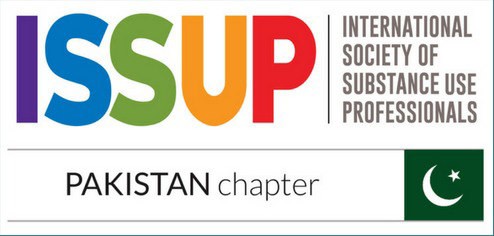 ISSUP
INTERNATIONAL
SOCIETY OF
SUBSTANCE USE
PROFESSIONALS
PAKISTAN chapter